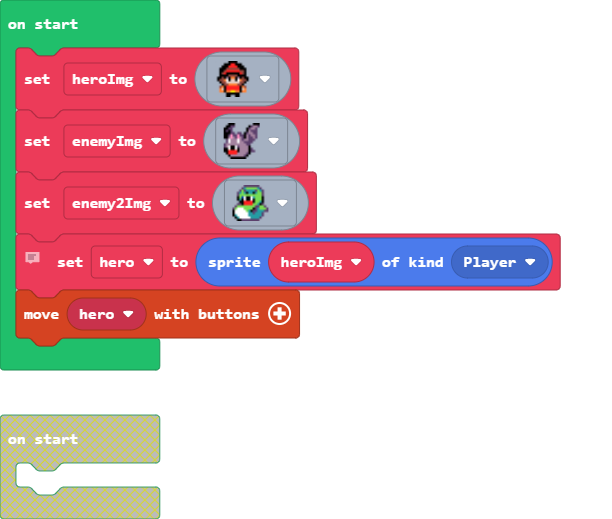 on start
set heroImg to
set enemyImg to
set enemy2Img to
set hero to sprite heroImg of kind Player
move hero with buttons
on start